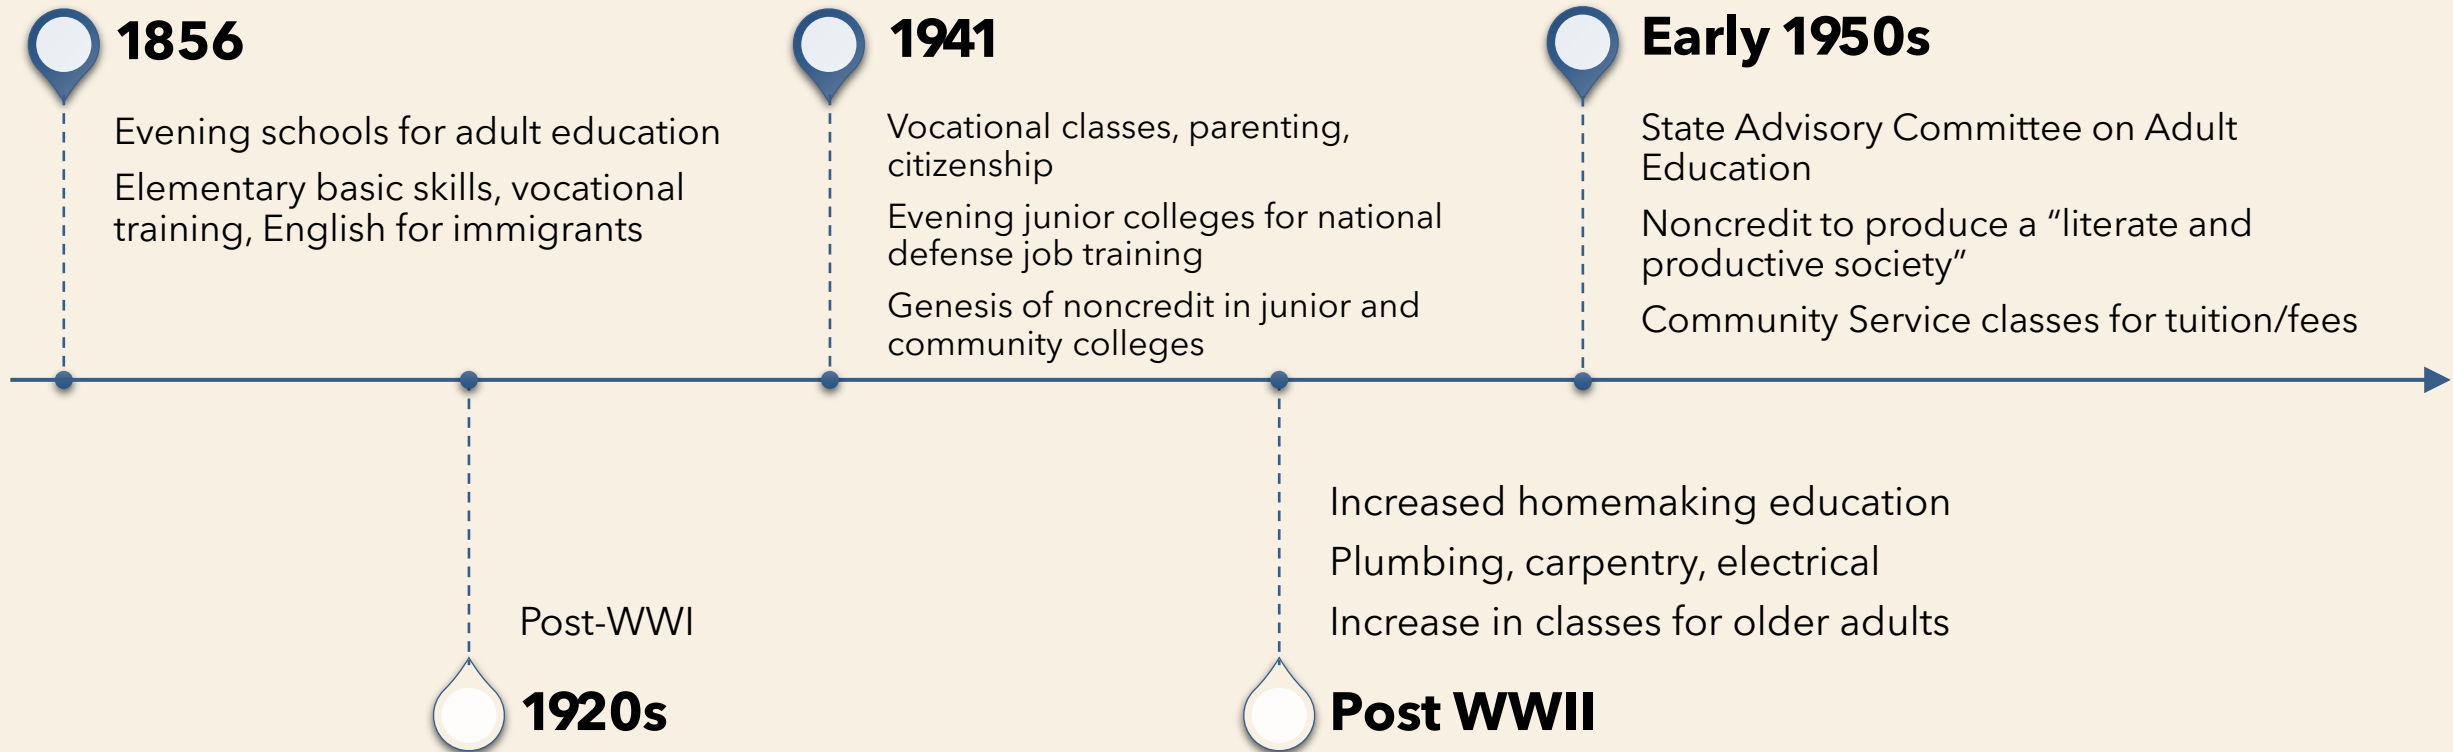 1856
Evening schools for adult education
Elementary basic skills, vocational
training, English for immigrants
1941
Vocational classes, parenting,
citizenship
Evening junior colleges for national
defense job training
Genesis of noncredit in junior and
community colleges
Early 1950s
State Advisory Committee on Adult
Education
Noncredit to produce a “literate and
productive society”
Community Service classes for tuition/fees
Post-WWI
1920s
Increased homemaking education
Plumbing, carpentry, electrical
Increase in classes for older adults
Post WWII